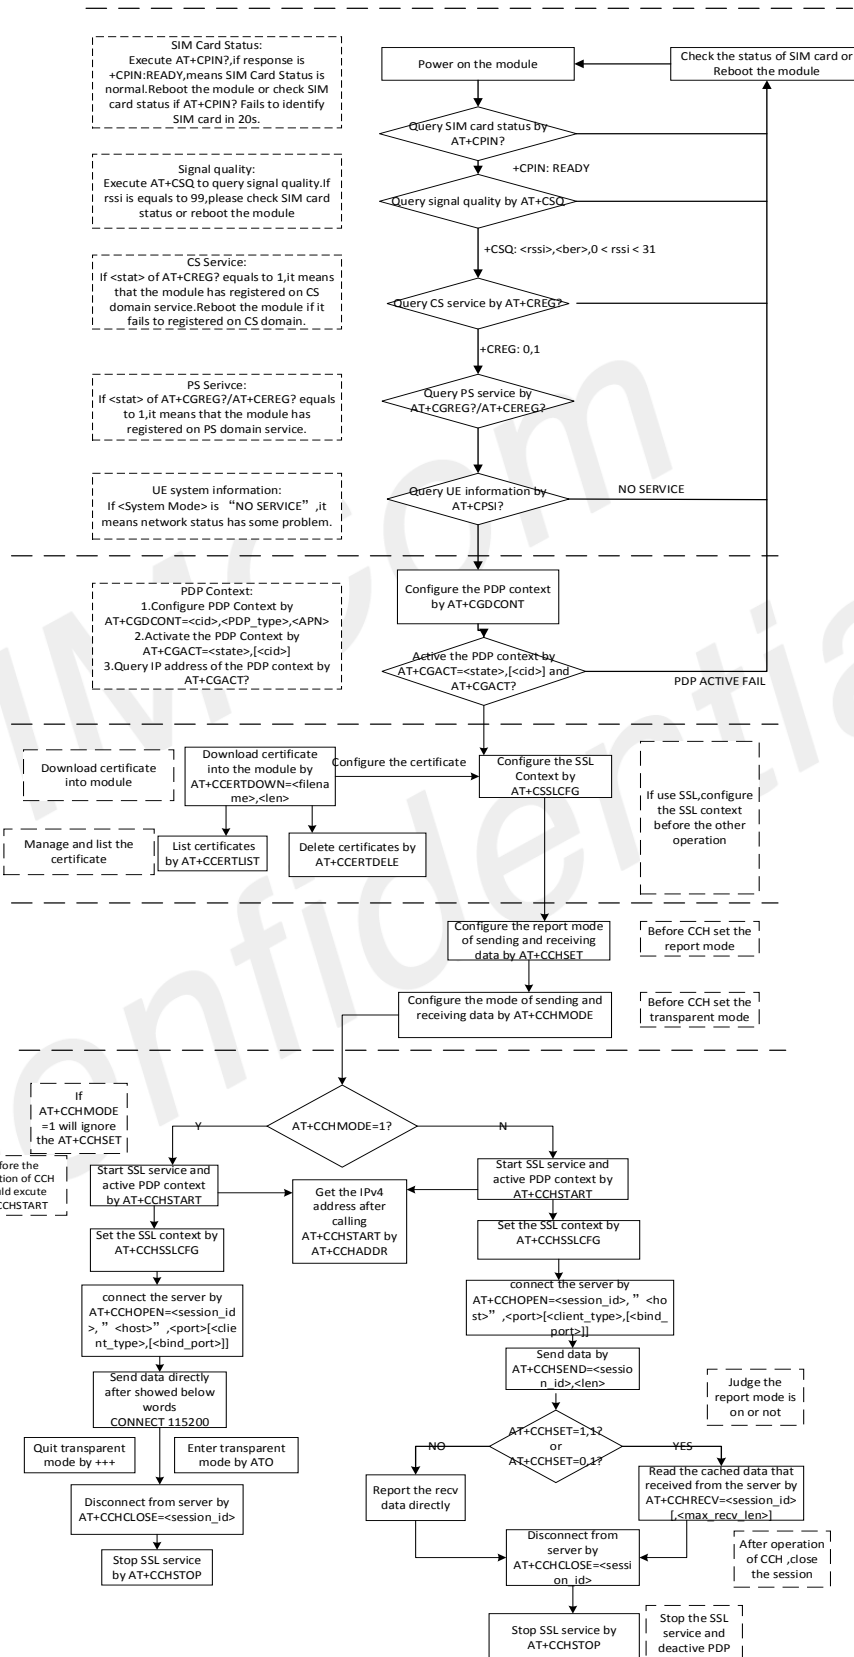 SIM Card Status:
Execute AT+CPIN?,if response is
+CPIN:READY,means SIM Card Status is
normal.Reboot the module or check SIM
card status if AT+CPIN? Fails to identify
SIM card in 20s.
Power on the module
Check the status of SIM card or
Reboot the module
Query SIM card status by
AT+CPIN?
+CPIN: READY
Signal quality:
Execute AT+CSQ to query signal quality.If
rssi is equals to 99,please check SIM card
status or reboot the module
Query signal quality by AT+CSQ
+CSQ: <rssi>,<ber>,0 < rssi < 31
CS Service:
If <stat> of AT+CREG? equals to 1,it means
that the module has registered on CS
domain service.Reboot the module if it
fails to registered on CS domain.
Query CS service by AT+CREG?
+CREG: 0,1
PS Serivce:
If <stat> of AT+CGREG?/AT+CEREG? equals
to 1,it means that the module has
registered on PS domain service.
Query PS service by
AT+CGREG?/AT+CEREG?
UE system information:
If <System Mode> is “NO SERVICE”,it
means network status has some problem.
Query UE information by
AT+CPSI?
NO SERVICE
PDP Context:
1.Configure PDP Context by
AT+CGDCONT=<cid>,<PDP_type>,<APN>
2.Activate the PDP Context by
AT+CGACT=<state>,[<cid>]
3.Query IP address of the PDP context by
AT+CGACT?
Configure the PDP context
by AT+CGDCONT
Active the PDP context by
AT+CGACT=<state>,[<cid>] and
AT+CGACT?
PDP ACTIVE FAIL
Download certificate
into module
Download certificate
into the module by
AT+CCERTDOWN=<filena
me>,<len>
Configure the certificate
Configure the SSL
Context by
AT+CSSLCFG
If use SSL,configure
the SSL context
before the other
operation
Manage and list the
certificate
List certificates
by AT+CCERTLIST
Delete certificates by
AT+CCERTDELE
Configure the report mode
of sending and receiving
data by AT+CCHSET
Before CCH set the
report mode
Configure the mode of sending and
receiving data by AT+CCHMODE
Before CCH set the
transparent mode
If
AT+CCHMODE
=1 will ignore
the AT+CCHSET
AT+CCHMODE=1?
Y
N
fore the
tion of CCH
uld excute
CCHSTART
Start SSL service and
active PDP context
by AT+CCHSTART
Get the IPv4
address after
calling
AT+CCHSTART by
AT+CCHADDR
Start SSL service and
active PDP context by
AT+CCHSTART
Set the SSL context by
AT+CCHSSLCFG
Set the SSL context by
AT+CCHSSLCFG
connect the server by
AT+CCHOPEN=<session_id
>,”<host>”,<port>[<clie
nt_type>,[<bind_port>]]
connect the server by
AT+CCHOPEN=<session_id>,”<ho
st>”,<port>[<client_type>,[<bind_
port>]]
Send data directly
after showed below
words
CONNECT 115200
Send data by
AT+CCHSEND=<sessio
n_id>,<len>
Judge the
report mode is
on or not
Quit transparent
mode by +++
Enter transparent
mode by ATO
AT+CCHSET=1,1?
or
AT+CCHSET=0,1?
NO
YES
Disconnect from server by
AT+CCHCLOSE=<session_id>
Report the recv
data directly
Read the cached data that
received from the server by
AT+CCHRECV=<session_id>
[,<max_recv_len>]
Stop SSL service
by AT+CCHSTOP
Disconnect from
server by
AT+CCHCLOSE=<sessi
on_id>
After operation
of CCH ,close
the session
Stop SSL service by
AT+CCHSTOP
Stop the SSL
service and
deactive PDP